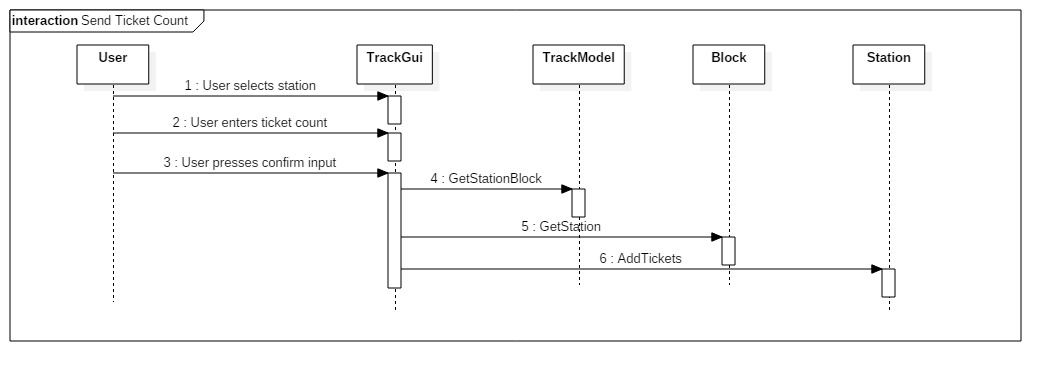 interaction Send Ticket Count
User
TrackGui
TrackModel
Block
Station
1 : User selects station
2 : User enters ticket count
3 : User presses confirm input
4 : GetStationBlock
5 : GetStation
6 : AddTickets